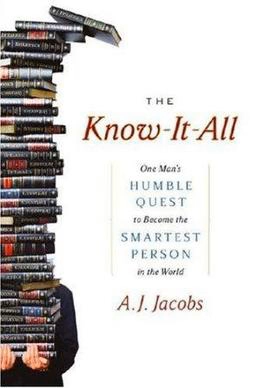 THE
Know-It-All
One Man's
HUMBLE
QUEST
to Become the
SMARTEST
PERSON
in the World
A.J. Jacobs